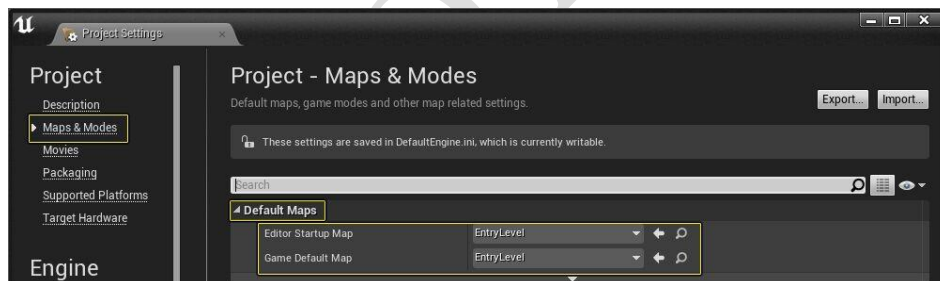 Project Settings
Project
Description
Maps & Modes
Movies
Packaging
Supported Platforms
Target Hardware
Engine
Project - Maps & Modes
Default maps, game modes and other map related settings.
Export...
Import...
These settings are saved in DefaultEngine.ini, which is currently writable.
Search
Default Maps
Editor Startup Map
EntryLevel
Game Default Map
EntryLevel